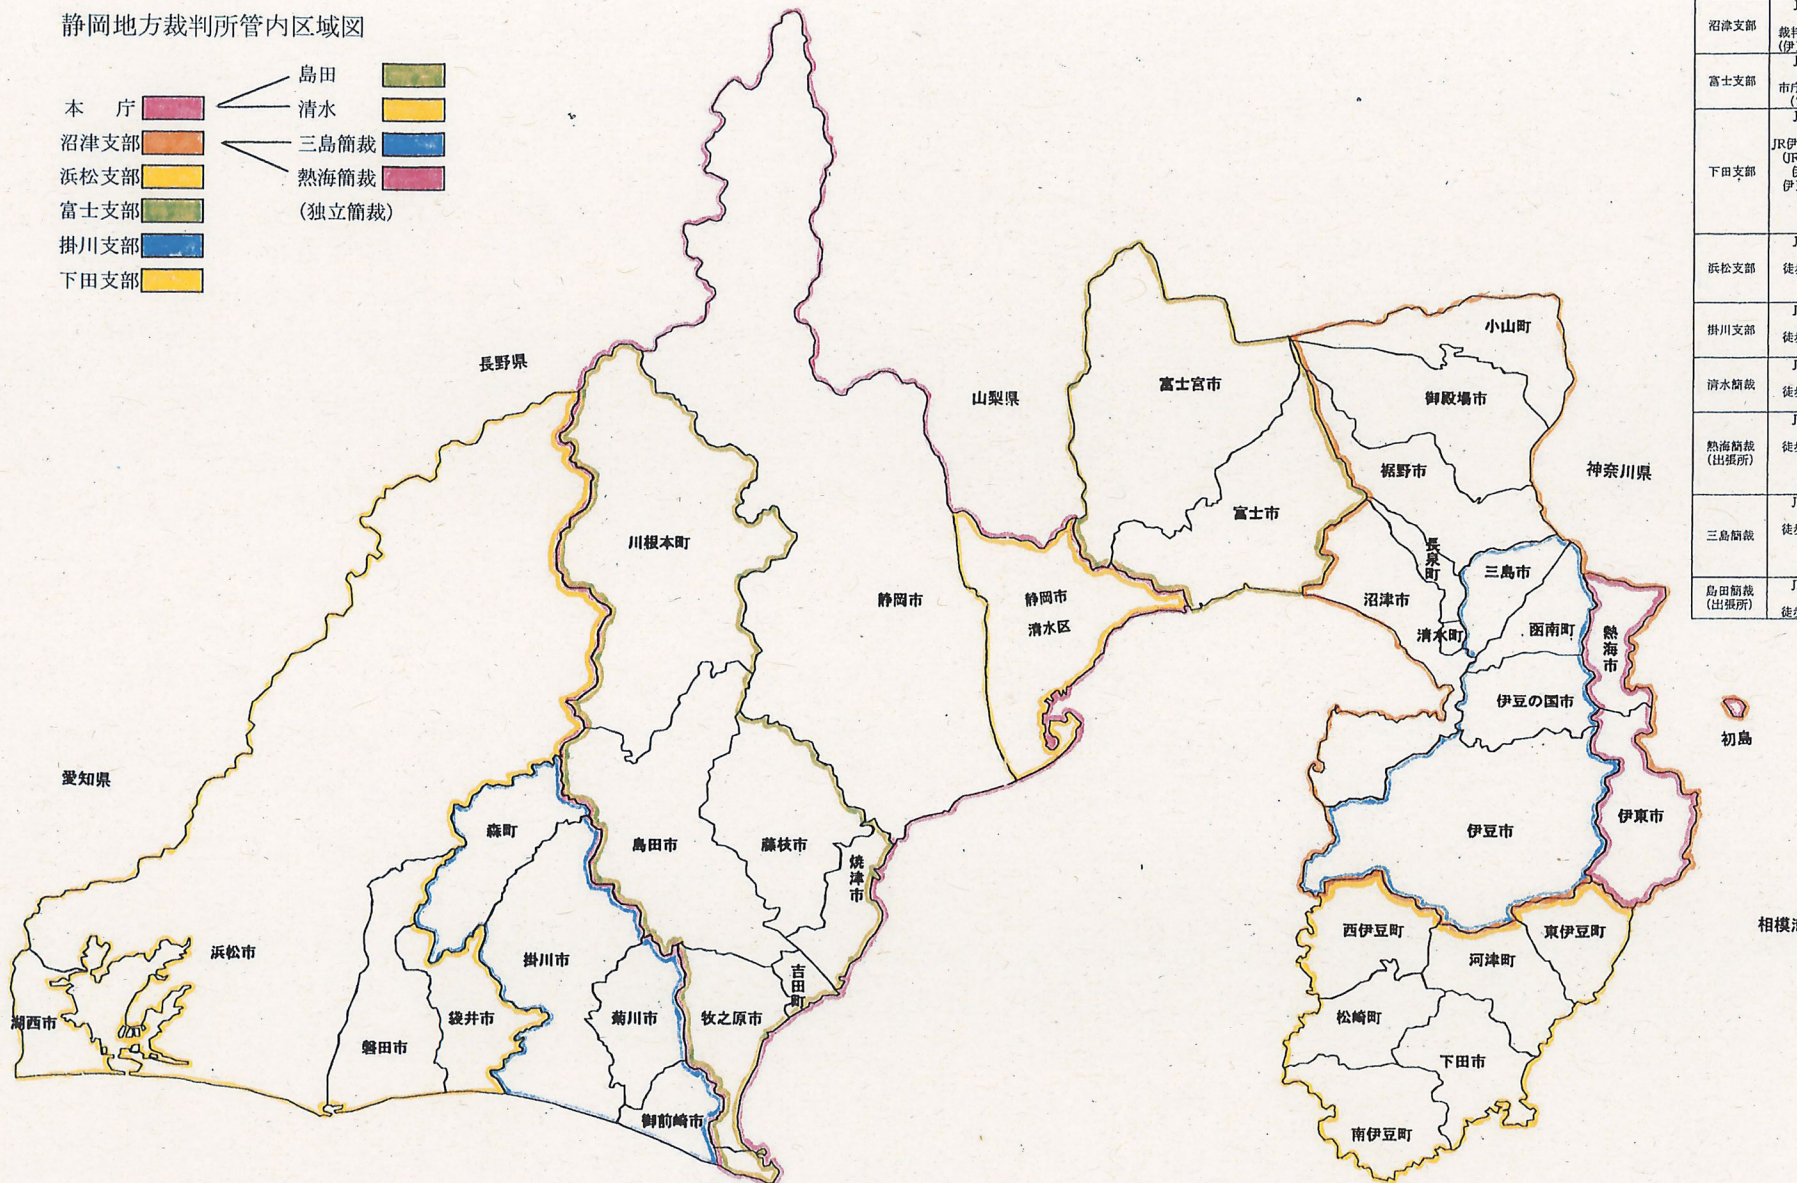 静岡地方裁判所管内区域図
本 庁
沼津支部
浜松支部
富士支部
掛川支部
下田支部
島田
清水
三島簡裁
熱海簡裁
(独立簡裁)
長野県
山梨県
神奈川県
愛知県
小山町
御殿場市
富士宮市
裾野市
富士市
長泉町
三島市
沼津市
清水町
函南町
熱海市
伊豆の国市
初島
伊豆市
伊東市
西伊豆町
東伊豆町
河津町
松崎町
下田市
南伊豆町
川根本町
静岡市
静岡市
清水区
森町
島田市
藤枝市
焼津市
浜松市
掛川市
吉田町
湖西市
磐田市
袋井市
菊川市
牧之原市
御前崎市
沼津支部
富士支部
下田支部
浜松支部
掛川支部
清水簡裁
熱海簡裁
(出張所)
三島簡裁
島田簡裁
(出張所)